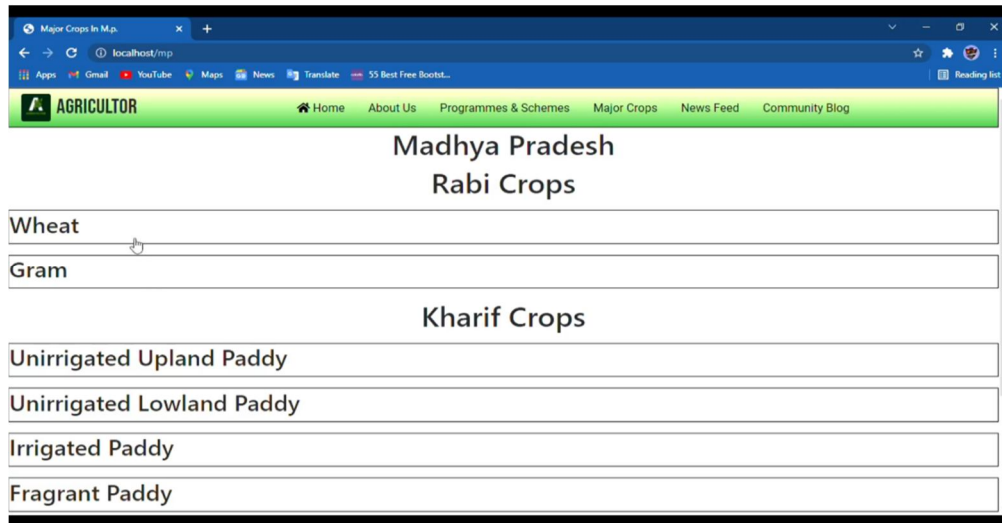 Major Crops In M.p.
localhost/mp
Apps Gmail YouTube Maps News Translate 55 Best Free Bootst... Reading list
AGRICULTOR Home About Us Programmes & Schemes Major Crops News Feed Community Blog
Madhya Pradesh
Rabi Crops
Wheat
Gram
Kharif Crops
Unirrigated Upland Paddy
Unirrigated Lowland Paddy
Irrigated Paddy
Fragrant Paddy